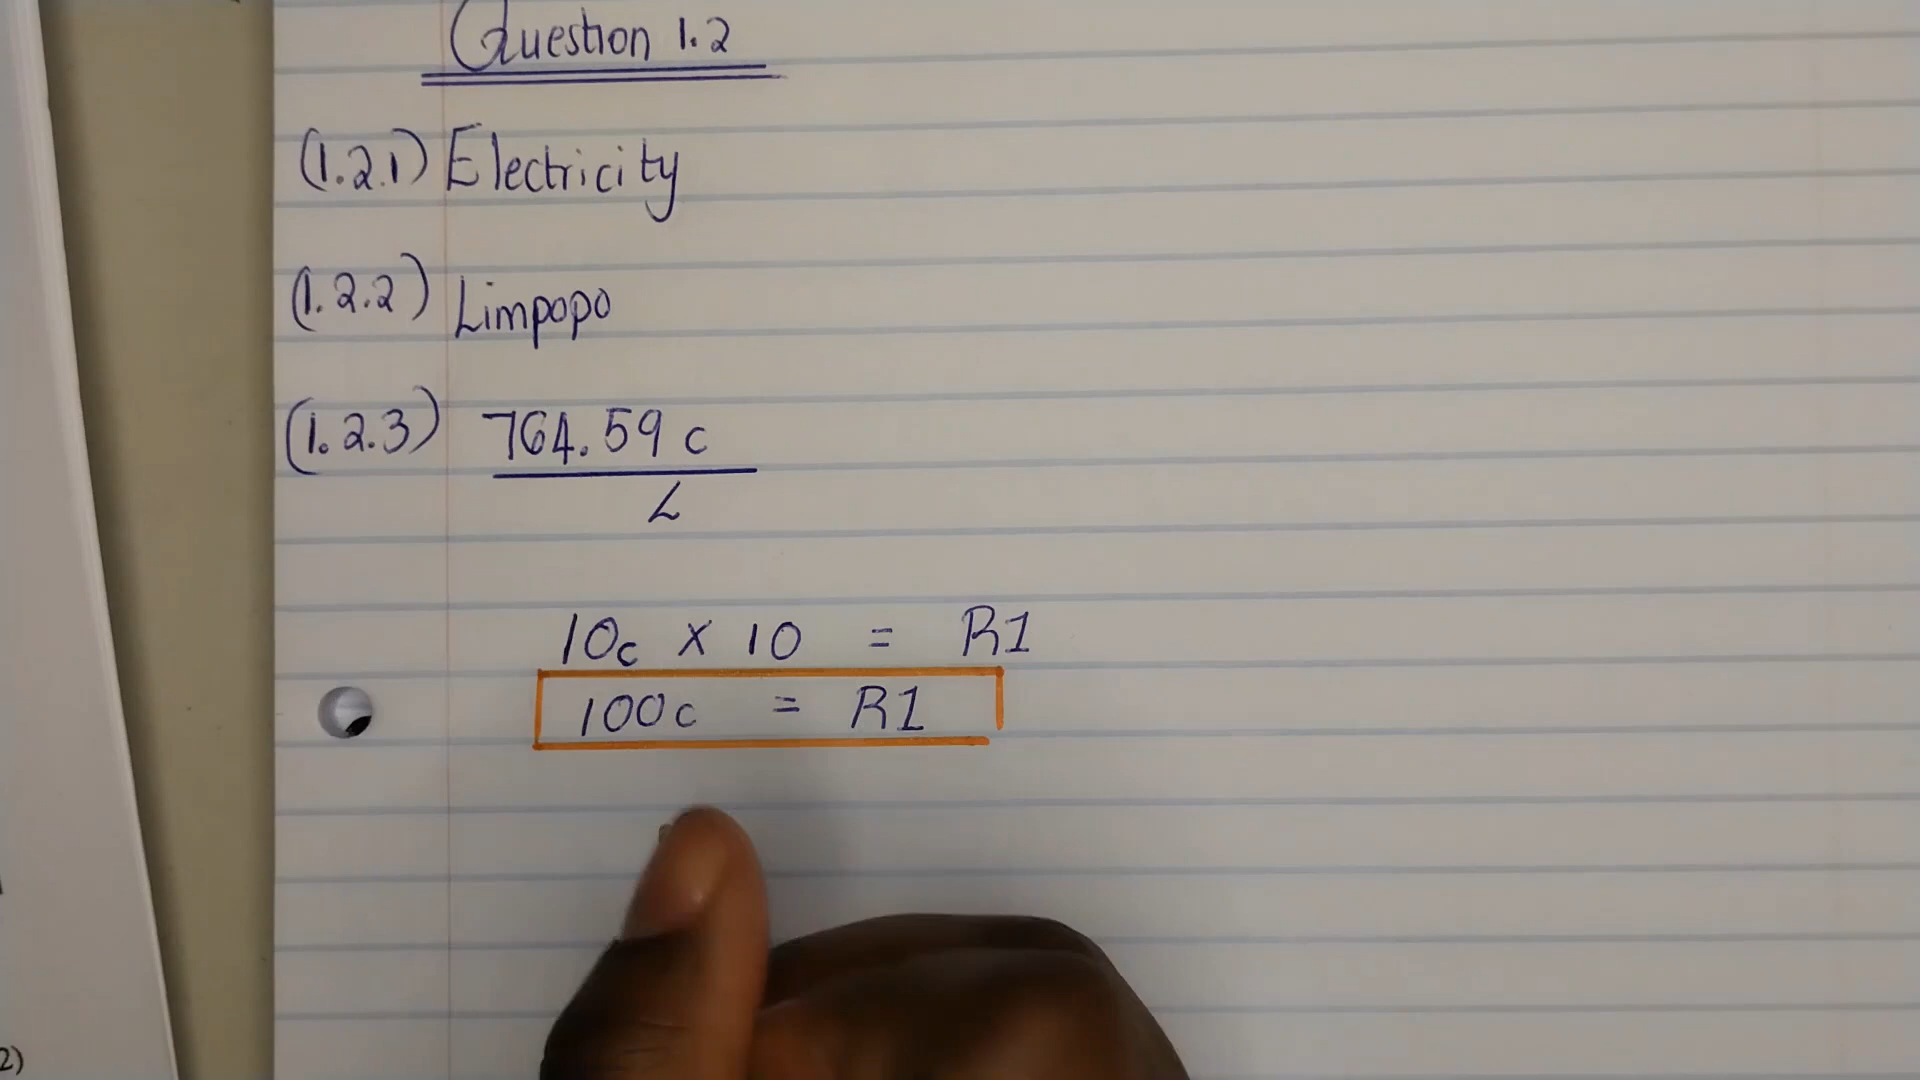 Question 1.2
(1.2.1) Electricity
(1.2.2) Limpopo
(1.2.3) 764.59 c
L
10c x 10 = R1
100c = R1
2)